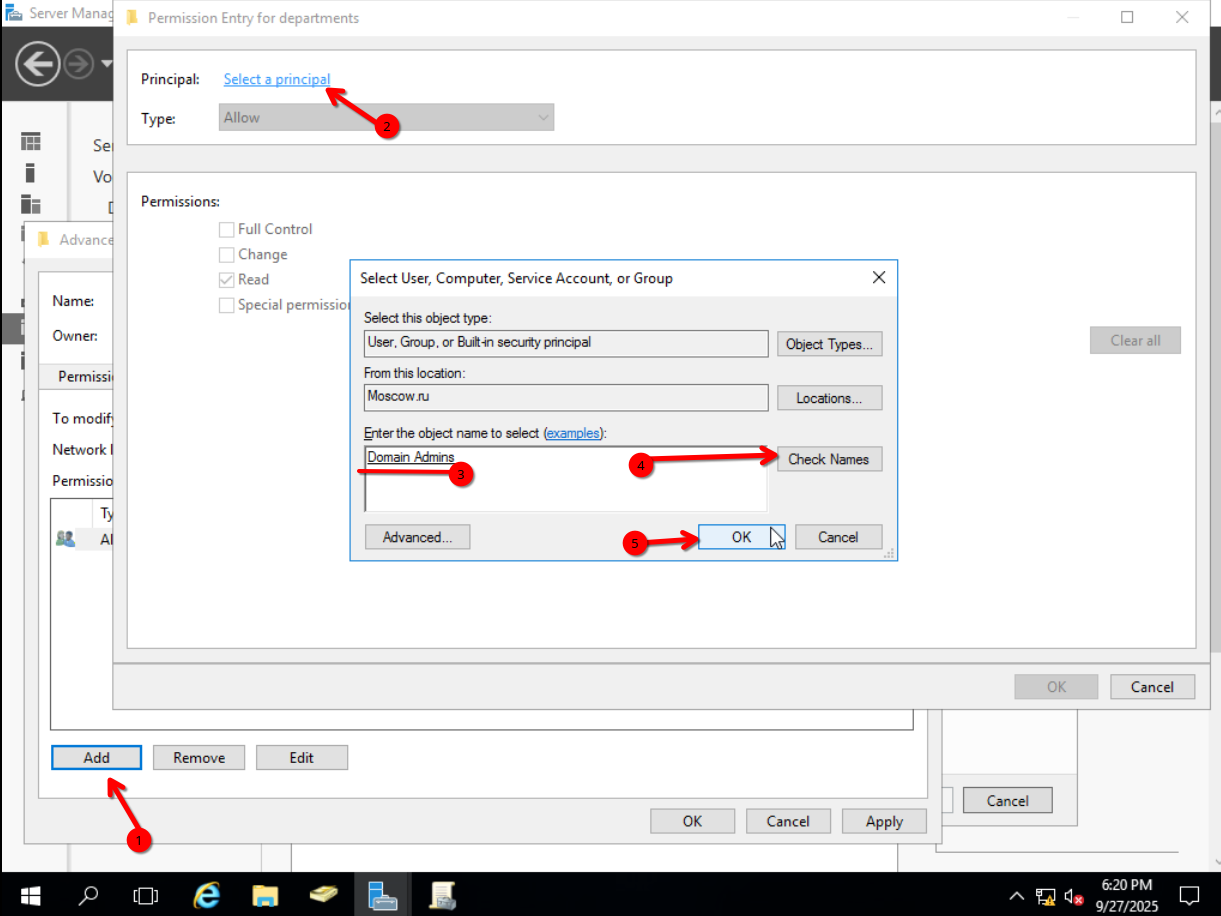 Server Manag
Permission Entry for departments
Principal:
Select a principal
2
Type:
Allow
Ser
Vo
Permissions:
Full Control
Change
Read
Special permission
Clear all
Advance
Name:
Owner:
Permissi
To modify
Network l
Permissio
Ty
Al
Select User, Computer, Service Account, or Group
Select this object type:
User, Group, or Built-in security principal
Object Types...
From this location:
Moscow.ru
Locations...
Enter the object name to select (examples):
Domain Admins
3
4
Check Names
Advanced...
5
OK
Cancel
OK
Cancel
Add
Remove
Edit
1
OK
Cancel
Apply
Cancel
6:20 PM
9/27/2025